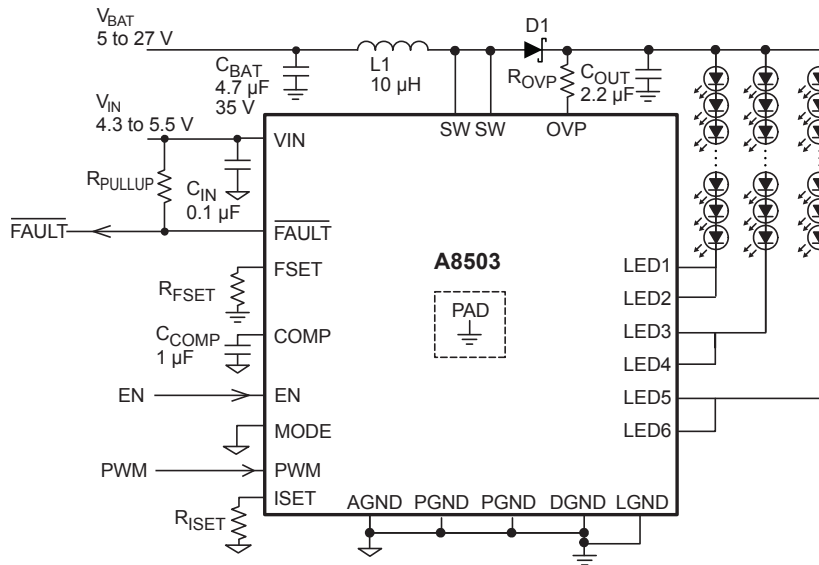 VBAT
5 to 27 V
D1
CBAT
4.7 µF
35 V
L1
10 µH
ROVP
COUT
2.2 µF
VIN
4.3 to 5.5 V
SW SW OVP
VIN
RPULLUP
CIN
0.1 µF
FAULT
FAULT
A8503
FSET
RFSET
PAD
LED1
LED2
LED3
LED4
LED5
LED6
COMP
CCOMP
1 µF
EN
EN
MODE
PWM
PWM
ISET
RISET
AGND PGND PGND DGND LGND